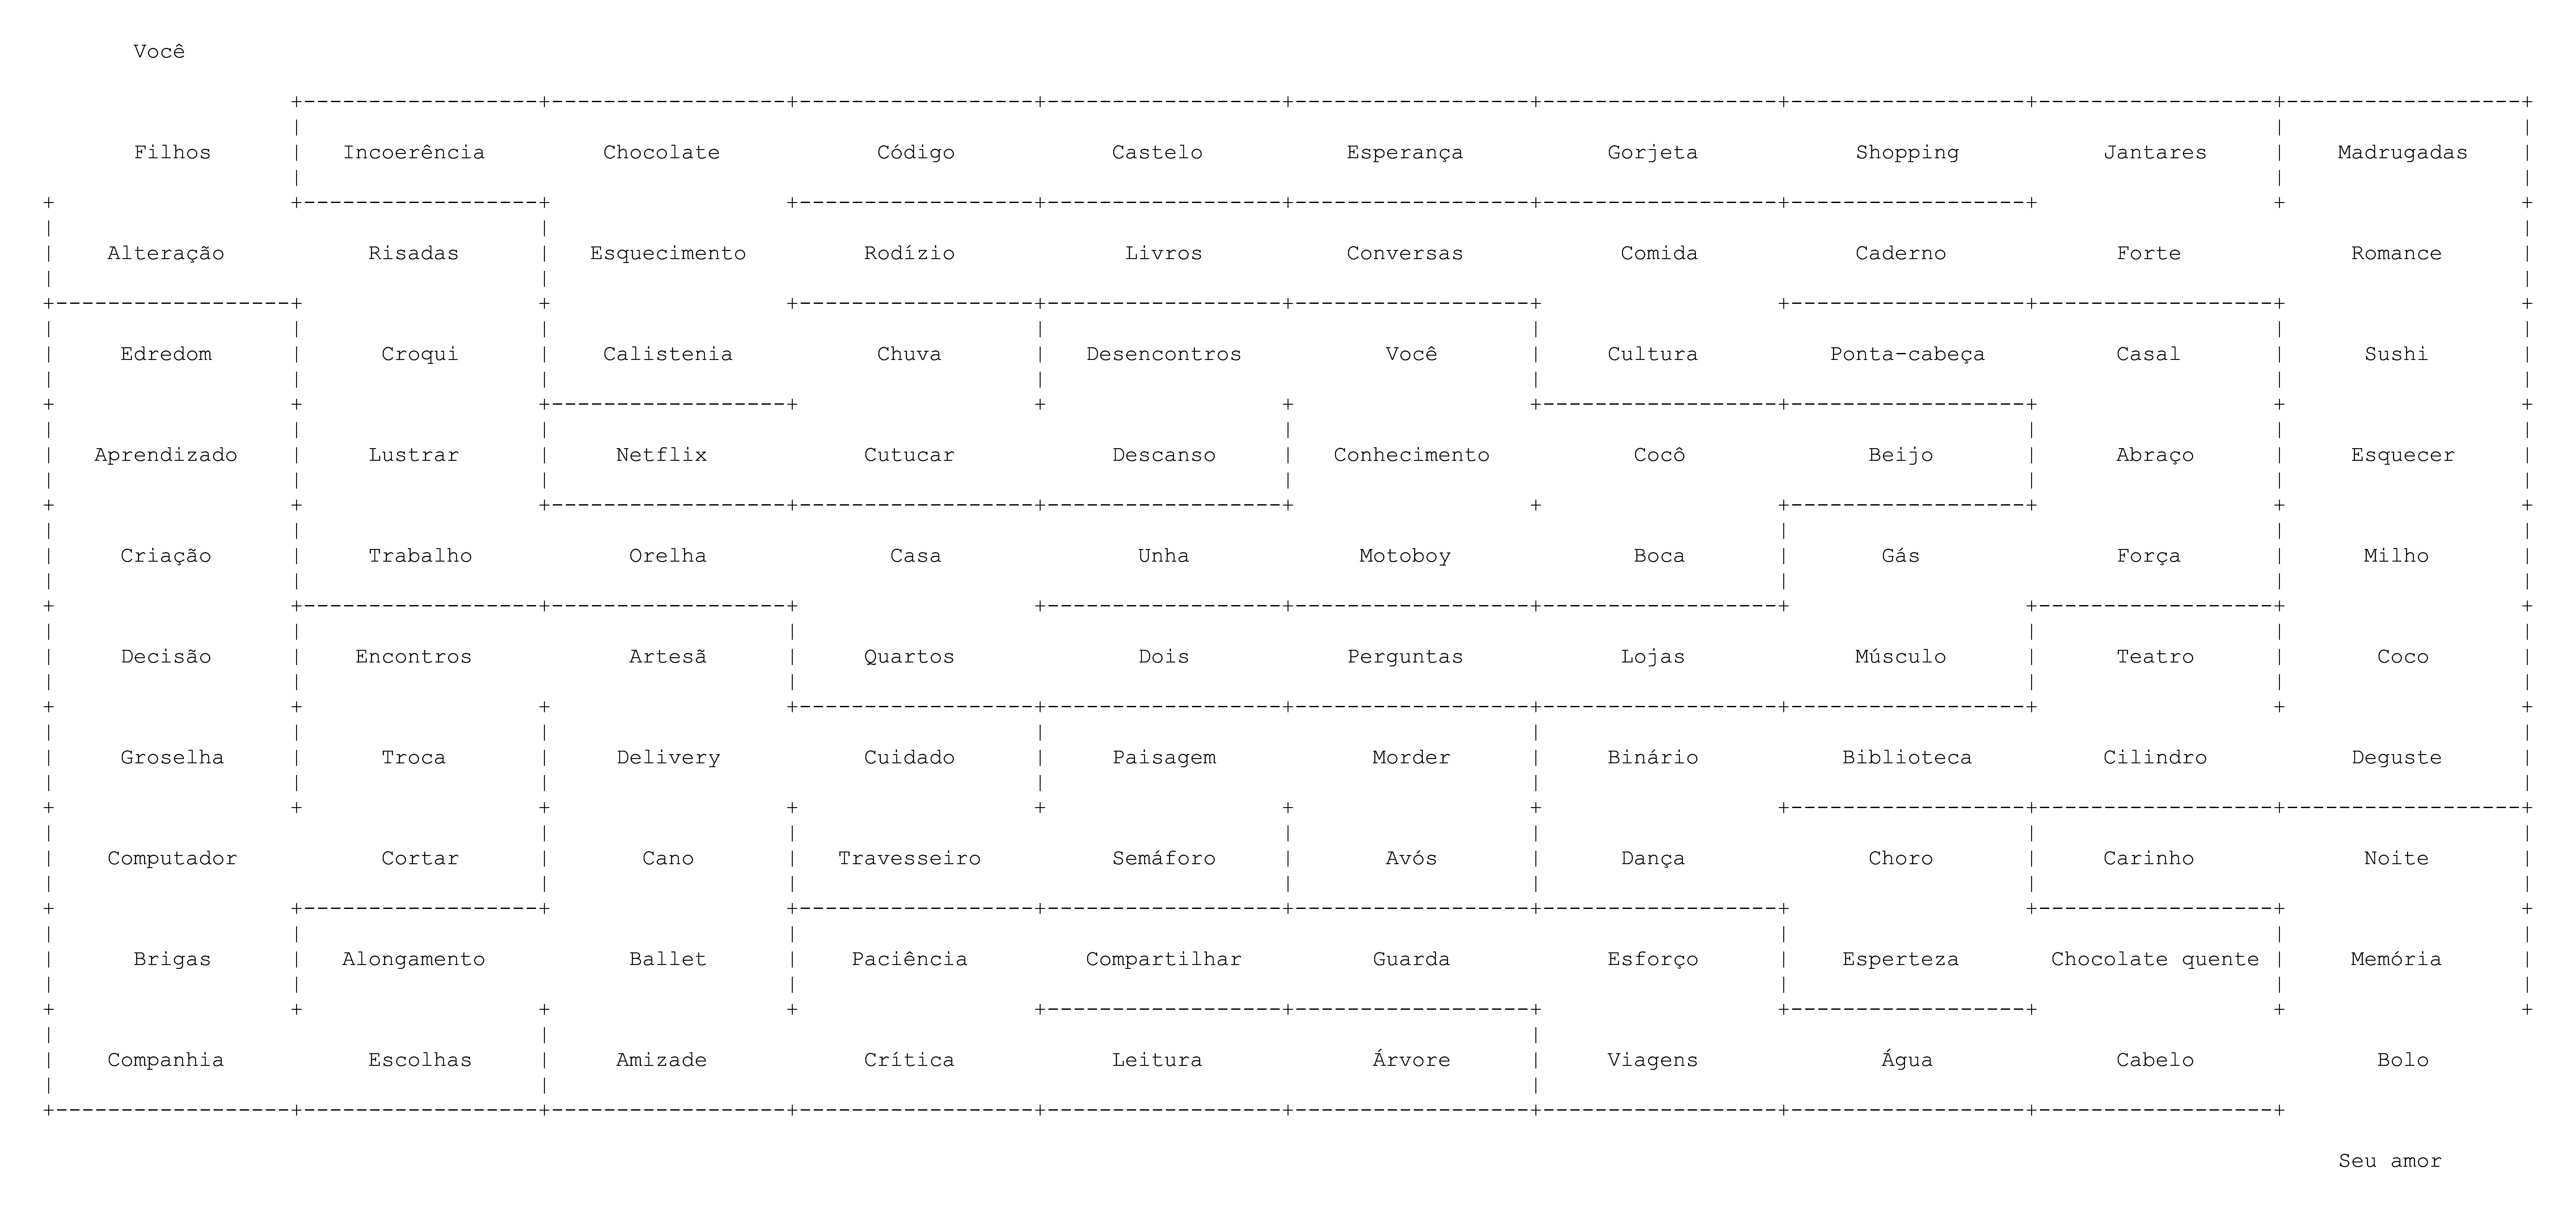 Você
Filhos Incoerência Chocolate Código Castelo Esperança Gorjeta Shopping Jantares Madrugadas
Alteração Risadas Esquecimento Rodízio Livros Conversas Comida Caderno Forte Romance
Edredom Croqui Calistenia Chuva Desencontros Você Cultura Ponta-cabeça Casal Sushi
Aprendizado Lustrar Netflix Cutucar Descanso Conhecimento Cocô Beijo Abraço Esquecer
Criação Trabalho Orelha Casa Unha Motoboy Boca Gás Força Milho
Decisão Encontros Artesã Quartos Dois Perguntas Lojas Músculo Teatro Coco
Groselha Troca Delivery Cuidado Paisagem Morder Binário Biblioteca Cilindro Deguste
Computador Cortar Cano Travesseiro Semáforo Avós Dança Choro Carinho Noite
Brigas Alongamento Ballet Paciência Compartilhar Guarda Esforço Esperteza Chocolate quente Memória
Companhia Escolhas Amizade Crítica Leitura Árvore Viagens Água Cabelo Bolo
Seu amor